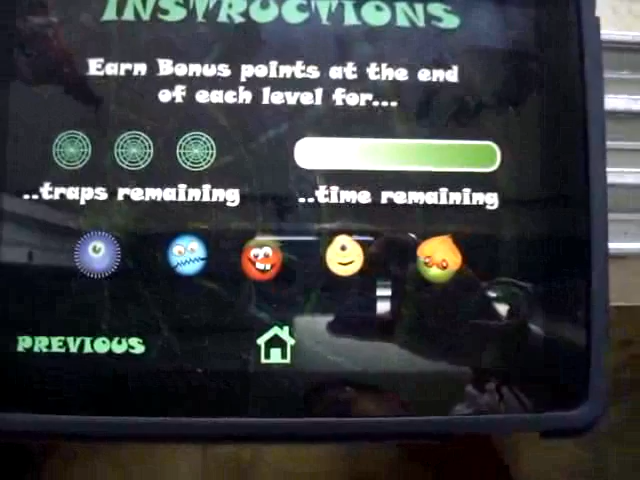 INSTRUCTIONS
Earn Bonus points at the end
of each level for...
..traps remaining
..time remaining
PREVIOUS